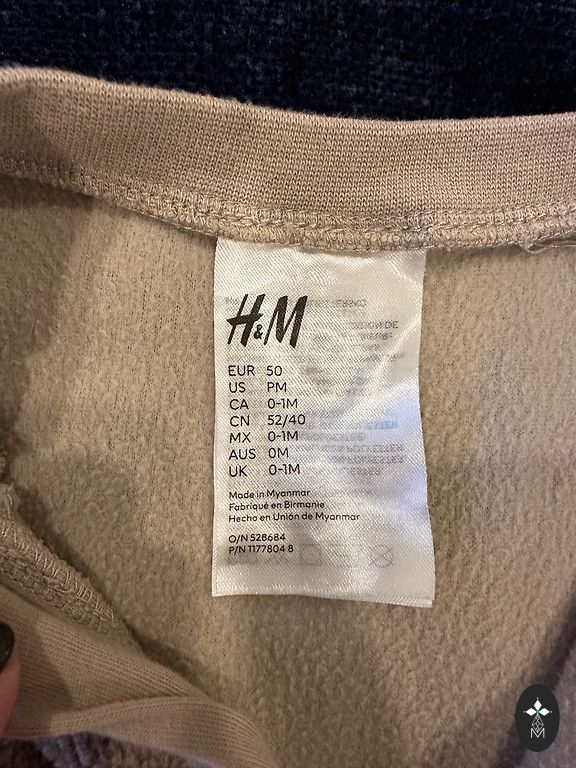 H&M
EUR 50
US PM
CA 0-1M
CN 52/40
MX 0-1M
AUS 0M
UK 0-1M
Made in Myanmar
Fabriqué en Birmanie
Hecho en Unión de Myanmar
O/N 528684
P/N 1177804 8
M